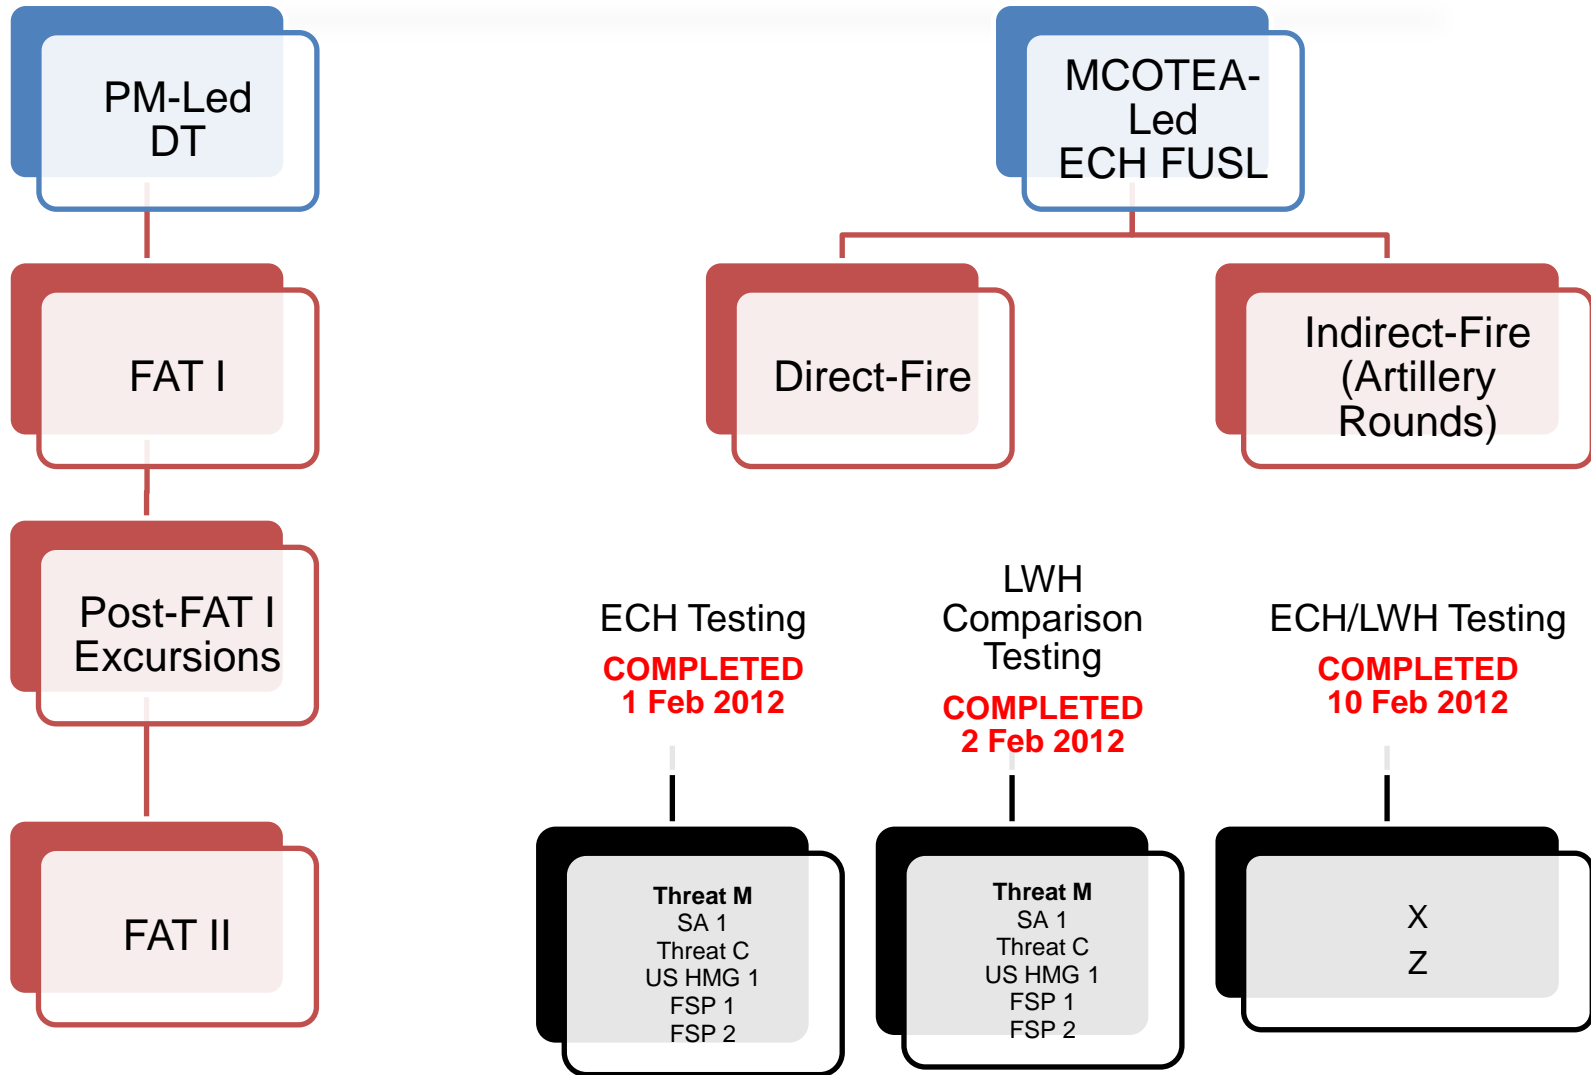 PM-Led
DT
MCOTEA-
Led
ECH FUSL
FAT I
Direct-Fire
Indirect-Fire
(Artillery
Rounds)
Post-FAT I
Excursions
ECH Testing
COMPLETED
1 Feb 2012
LWH
Comparison
Testing
COMPLETED
2 Feb 2012
ECH/LWH Testing
COMPLETED
10 Feb 2012
FAT II
Threat M
SA 1
Threat C
US HMG 1
FSP 1
FSP 2
Threat M
SA 1
Threat C
US HMG 1
FSP 1
FSP 2
X
Z